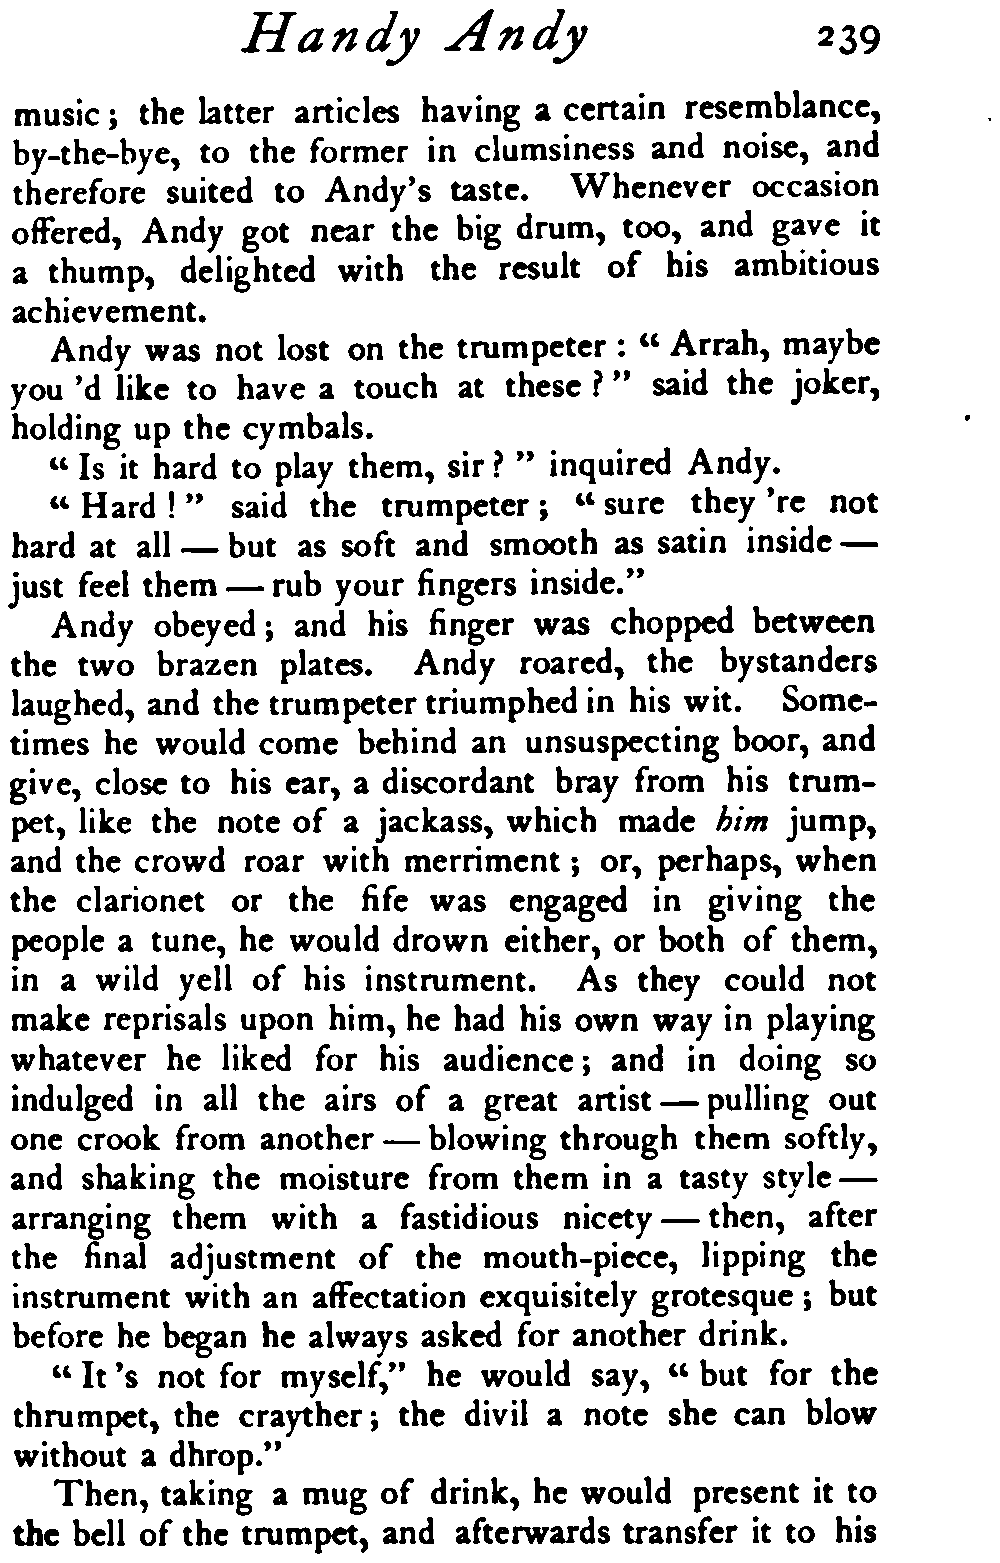 Handy Andy 239
music; the latter articles having a certain resemblance,
by-the-bye, to the former in clumsiness and noise, and
therefore suited to Andy's taste. Whenever occasion
offered, Andy got near the big drum, too, and gave it
a thump, delighted with the result of his ambitious
achievement.
Andy was not lost on the trumpeter: “Arrah, maybe
you 'd like to have a touch at these?” said the joker,
holding up the cymbals.
“Is it hard to play them, sir?” inquired Andy.
“Hard!” said the trumpeter; “sure they 're not
hard at all — but as soft and smooth as satin inside —
just feel them — rub your fingers inside.”
Andy obeyed; and his finger was chopped between
the two brazen plates. Andy roared, the bystanders
laughed, and the trumpeter triumphed in his wit. Some-
times he would come behind an unsuspecting boor, and
give, close to his ear, a discordant bray from his trum-
pet, like the note of a jackass, which made him jump,
and the crowd roar with merriment; or, perhaps, when
the clarionet or the fife was engaged in giving the
people a tune, he would drown either, or both of them,
in a wild yell of his instrument. As they could not
make reprisals upon him, he had his own way in playing
whatever he liked for his audience; and in doing so
indulged in all the airs of a great artist — pulling out
one crook from another — blowing through them softly,
and shaking the moisture from them in a tasty style —
arranging them with a fastidious nicety — then, after
the final adjustment of the mouth-piece, lipping the
instrument with an affectation exquisitely grotesque; but
before he began he always asked for another drink.
“It 's not for myself,” he would say, “but for the
thrumpet, the crayther; the divil a note she can blow
without a dhrop.”
Then, taking a mug of drink, he would present it to
the bell of the trumpet, and afterwards transfer it to his